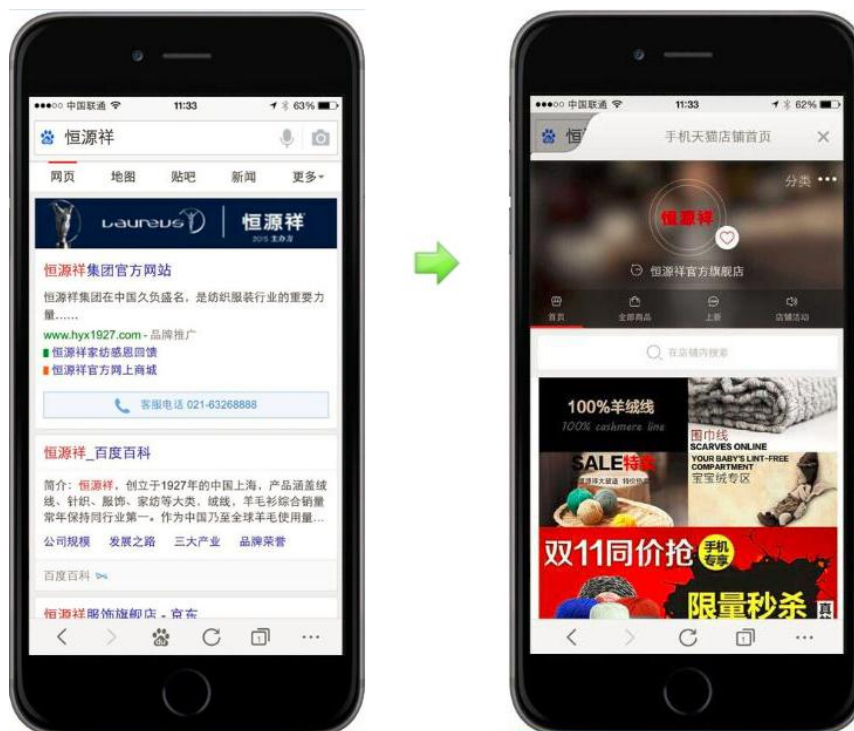 中国联通
11:33
63%
恒源祥
网页 地图 贴吧 新闻 更多
LAUREUS
恒源祥
2015 主办方
恒源祥集团官方网站
恒源祥集团在中国久负盛名，是纺织服装行业的重要力
量......
www.hyx1927.com - 品牌推广
恒源祥家纺感恩回馈
恒源祥官方网上商城
客服电话 021-63268888
恒源祥_百度百科
简介：恒源祥，创立于1927年的中国上海，产品涵盖绒
线、针织、服饰、家纺等大类，绒线，羊毛衫综合销量
常年保持同行业第一。作为中国乃至全球羊毛使用量...
公司规模 发展之路 三大产业 品牌荣誉
百度百科
恒源祥服饰旗舰店 - 京东
中国联通
11:33
62%
恒
手机天猫店铺首页
分类
恒源祥
恒源祥官方旗舰店
首页 全部商品 上新 店铺活动
在店铺内搜索
100%羊绒线
100% cashmere line
围巾线
SCARVES ONLINE
SALE特卖
YOUR BABY'S LINT-FREE
COMPARTMENT
宝宝绒专区
双11同价抢
手机
专享
限量秒杀